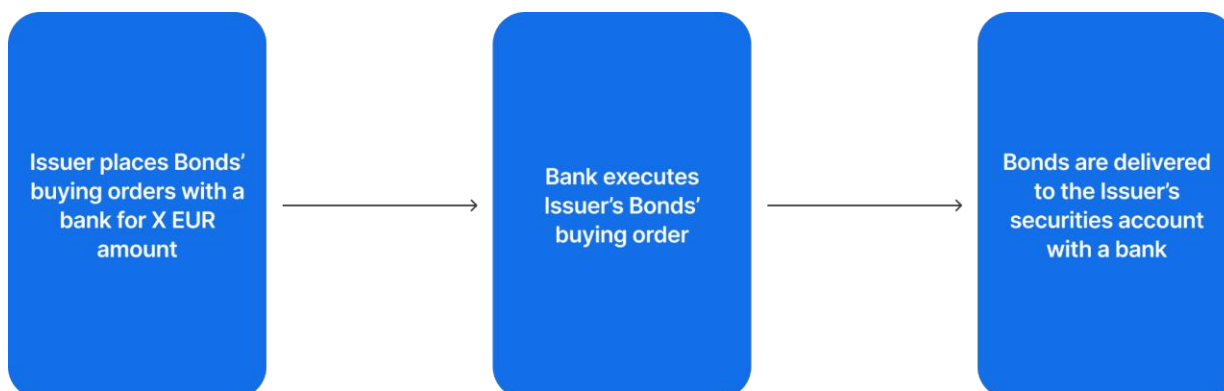 Issuer places Bonds’
buying orders with a
bank for X EUR
amount
Bank executes
Issuer’s Bonds’
buying order
Bonds are delivered
to the Issuer’s
securities account
with a bank